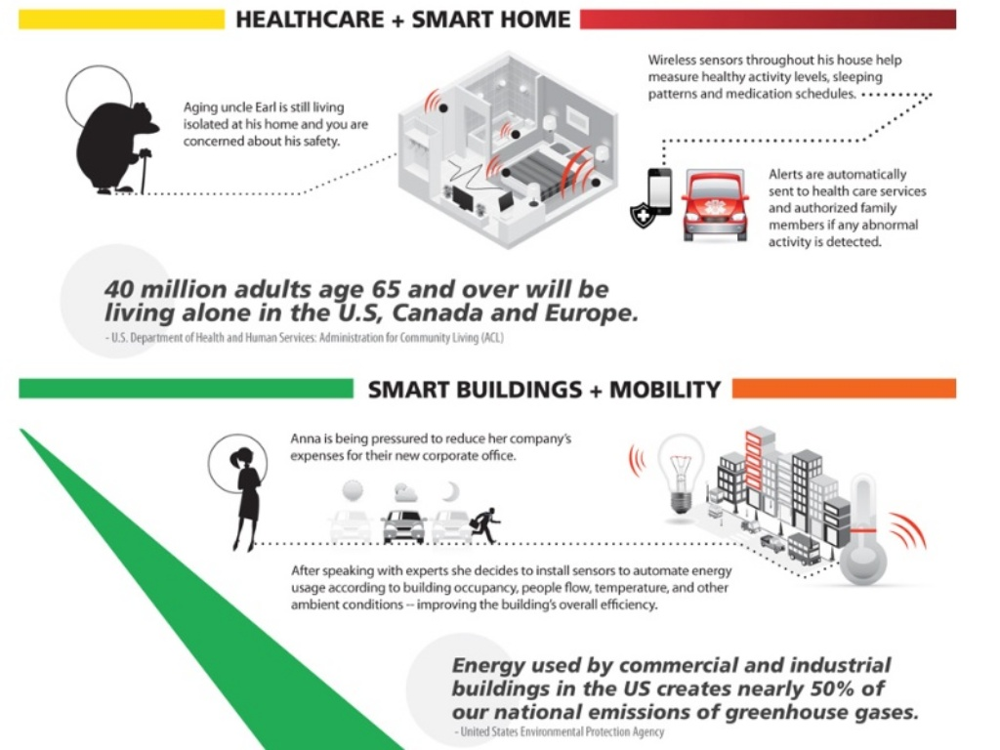 HEALTHCARE + SMART HOME
Aging uncle Earl is still living
isolated at his home and you are
concerned about his safety.
Wireless sensors throughout his house help
measure healthy activity levels, sleeping
patterns and medication schedules.
Alerts are automatically
sent to health care services
and authorized family
members if any abnormal
activity is detected.
40 million adults age 65 and over will be
living alone in the U.S, Canada and Europe.
- U.S. Department of Health and Human Services: Administration for Community Living (ACL)
SMART BUILDINGS + MOBILITY
Anna is being pressured to reduce her company's
expenses for their new corporate office.
After speaking with experts she decides to install sensors to automate energy
usage according to building occupancy, people flow, temperature, and other
ambient conditions -- improving the building's overall efficiency.
Energy used by commercial and industrial
buildings in the US creates nearly 50% of
our national emissions of greenhouse gases.
- United States Environmental Protection Agency